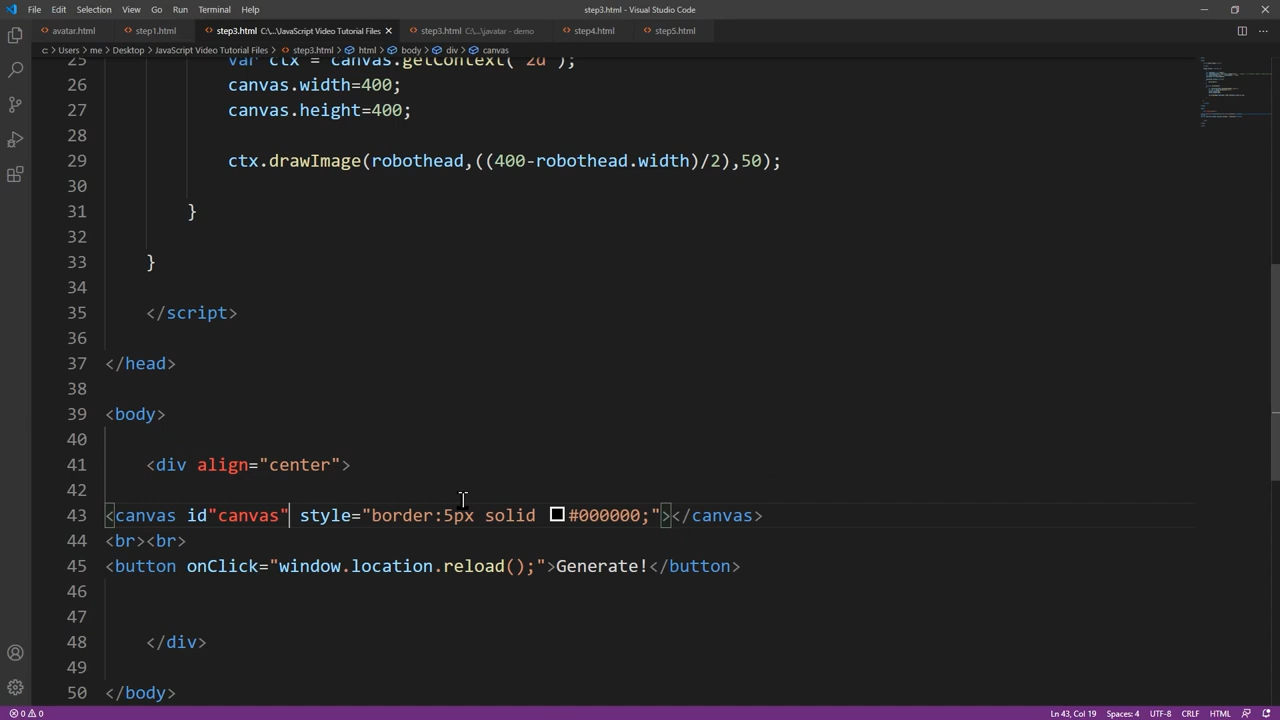 File Edit Selection View Go Run Terminal Help step3.html - Visual Studio Code
avatar.html step1.html step3.html C:\...\JavaScript Video Tutorial Files step3.html C:\...\javatar - demo step4.html step5.html
C: > Users > me > Desktop > JavaScript Video Tutorial Files > step3.html > html > body > div > canvas
25 var ctx = canvas.getContext("2d");
26 canvas.width=400;
27 canvas.height=400;
28
29 ctx.drawImage(robothead,((400-robothead.width)/2),50);
30
31 }
32
33 }
34
35 </script>
36
37 </head>
38
39 <body>
40
41 <div align="center">
42
43 <canvas id"canvas" style="border:5px solid #000000;"></canvas>
44 <br><br>
45 <button onClick="window.location.reload();">Generate!</button>
46
47
48 </div>
49
50 </body>
0 0 Ln 43, Col 19 Spaces: 4 UTF-8 CRLF HTML